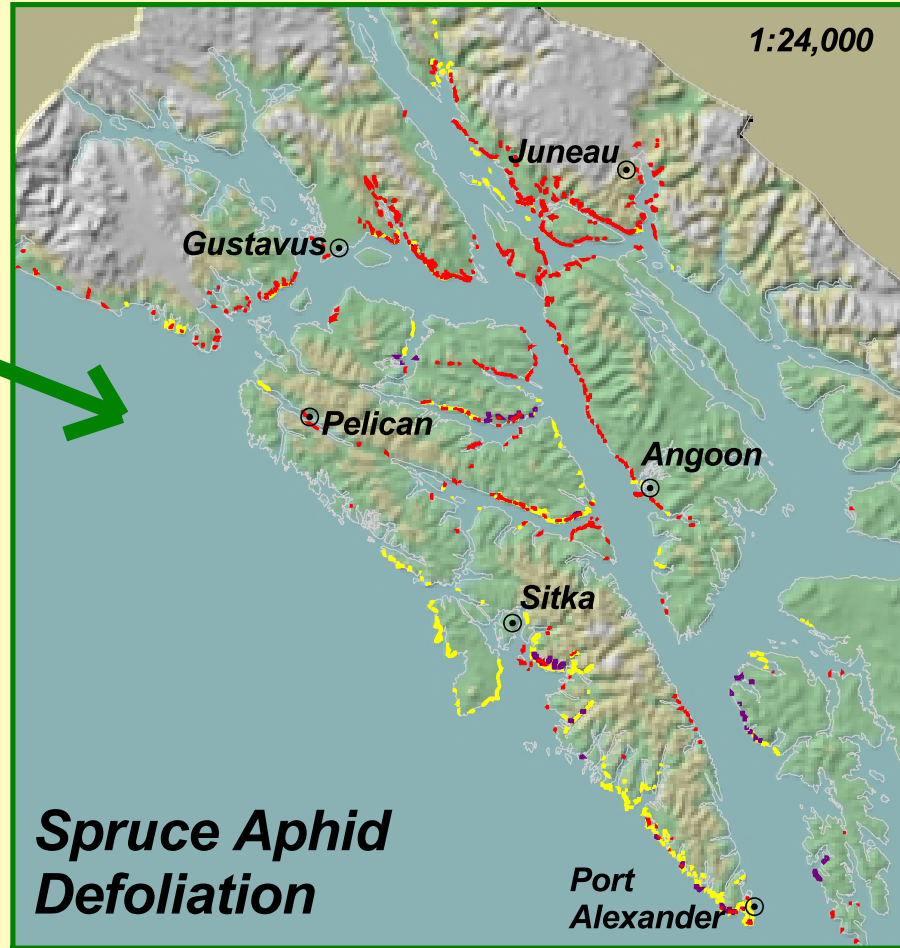 1:24,000
Juneau
Gustavus
Pelican
Angoon
Sitka
Port
Alexander
Spruce Aphid
Defoliation